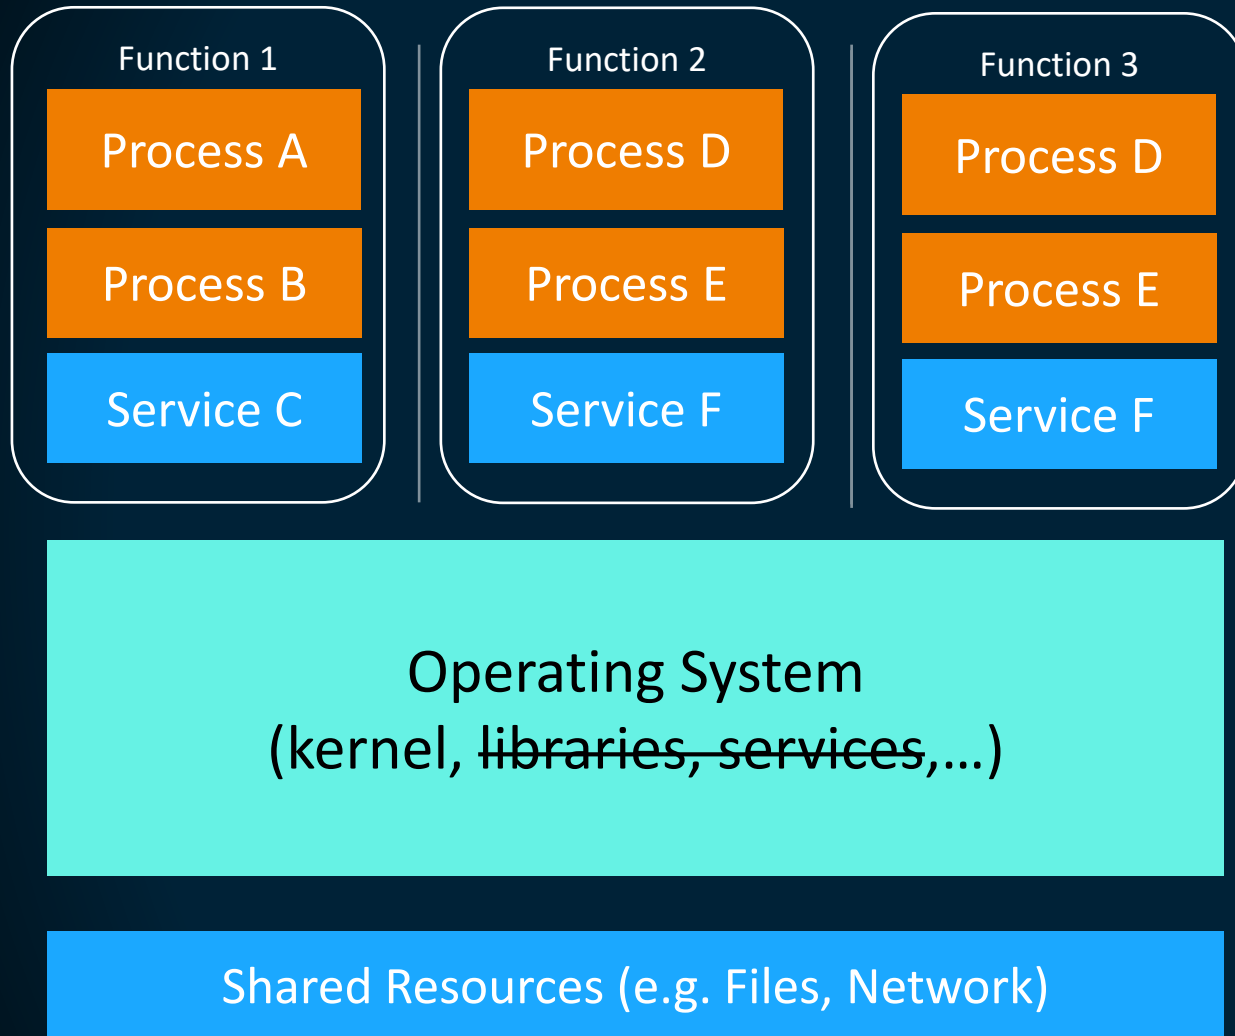 Function 1
Process A
Process B
Service C
Function 2
Process D
Process E
Service F
Function 3
Process D
Process E
Service F
Operating System
(kernel, libraries, services,...)
Shared Resources (e.g. Files, Network)